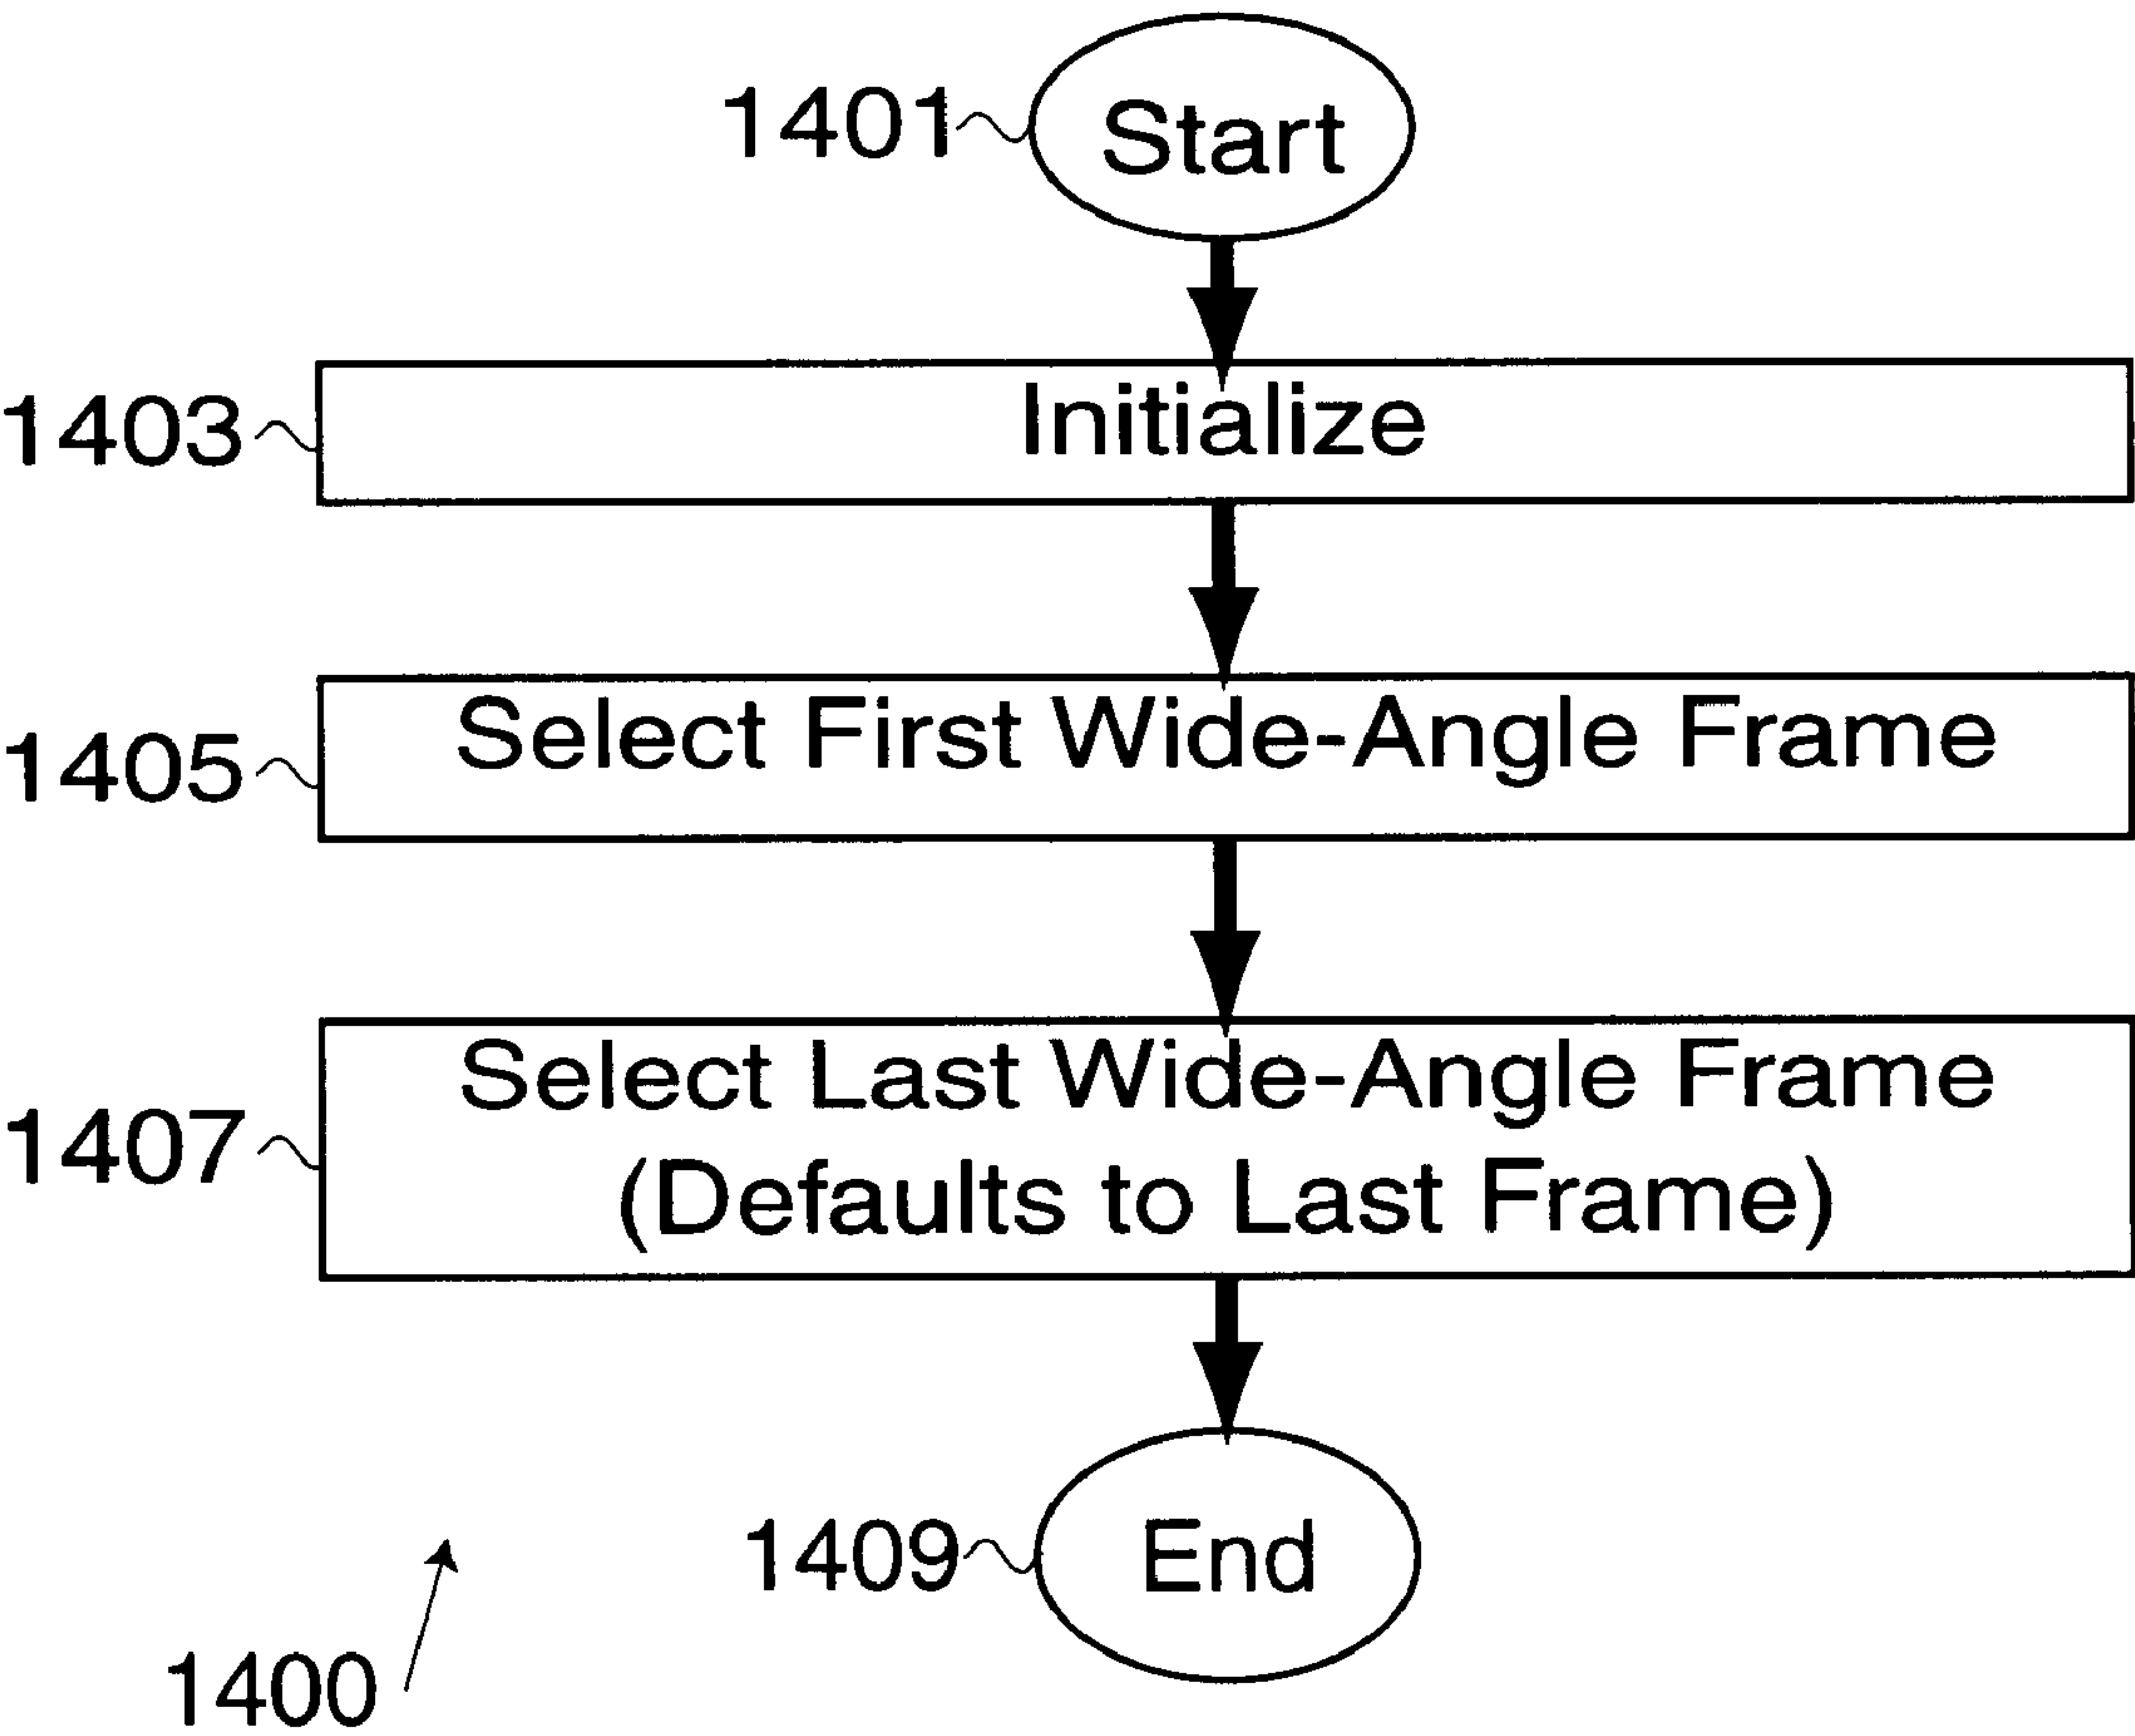 1401 Start
1403 Initialize
1405 Select First Wide-Angle Frame
Select Last Wide-Angle Frame
1407
(Defaults to Last Frame)
1409 End
1400